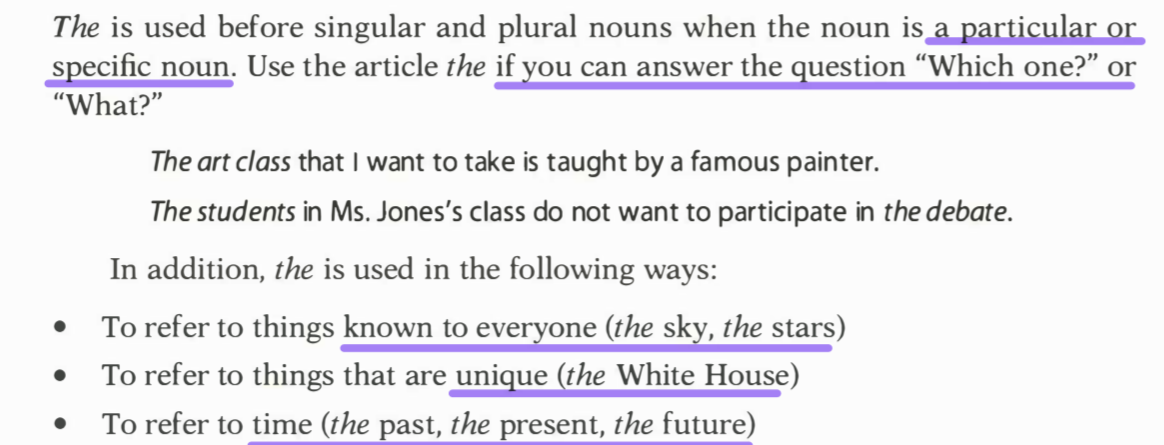 The is used before singular and plural nouns when the noun is a particular or
specific noun. Use the article the if you can answer the question “Which one?” or
“What?”
The art class that I want to take is taught by a famous painter.
The students in Ms. Jones’s class do not want to participate in the debate.
In addition, the is used in the following ways:
• To refer to things known to everyone (the sky, the stars)
• To refer to things that are unique (the White House)
• To refer to time (the past, the present, the future)